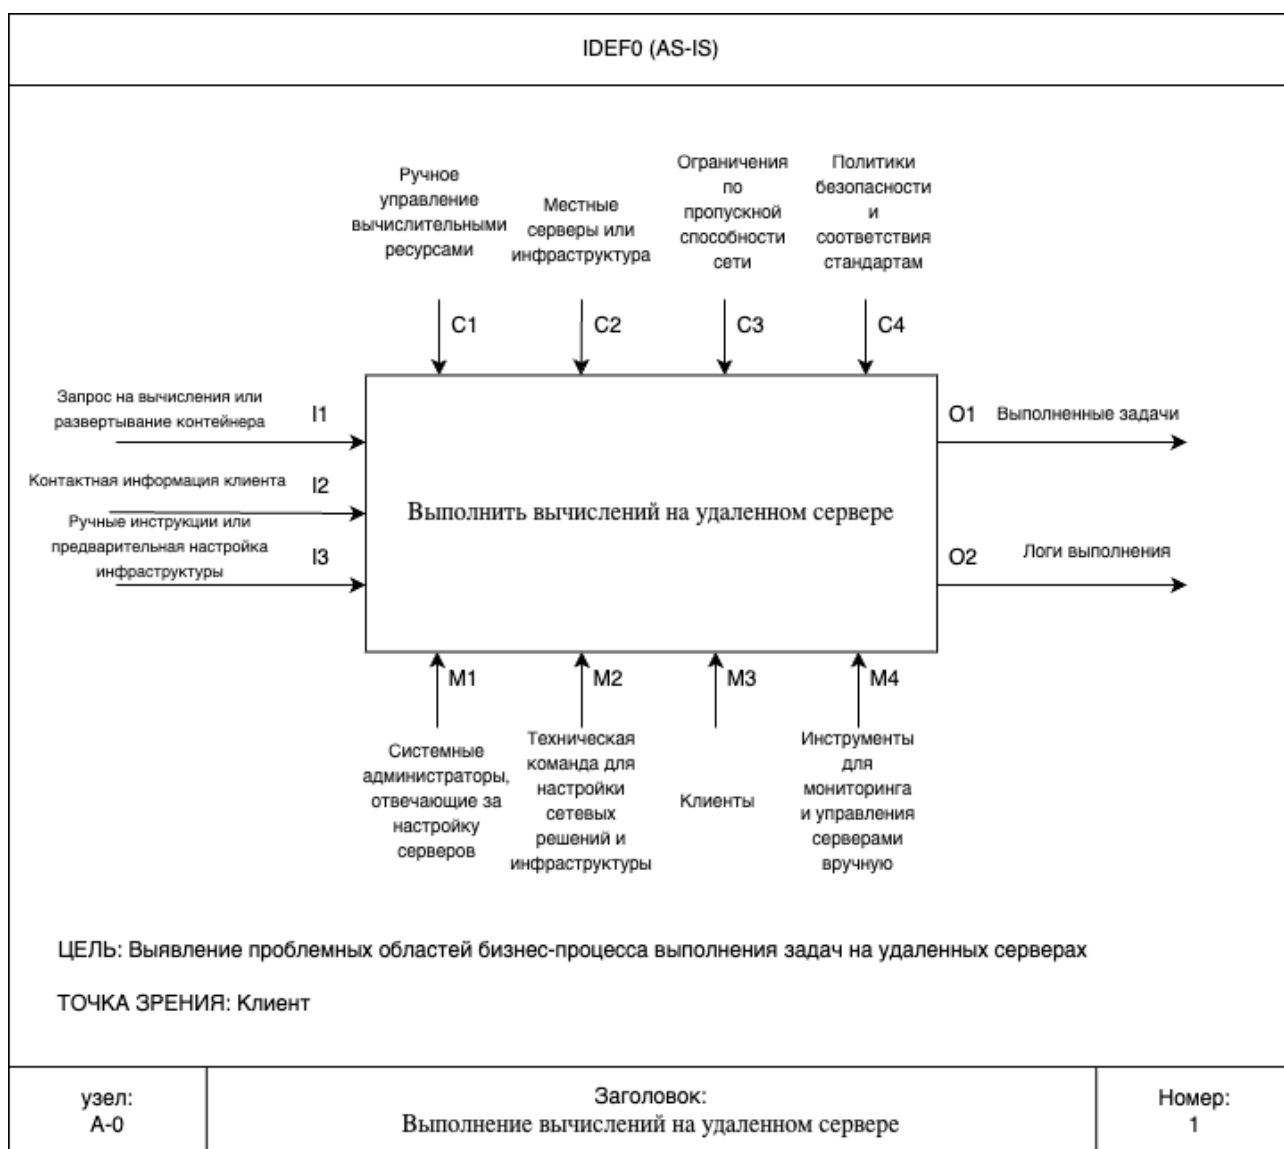 IDEF0 (AS-IS)
Ручное
управление
вычислительными
ресурсами
Местные
серверы или
инфраструктура
Ограничения
по
пропускной
способности
сети
Политики
безопасности
и
соответствия
стандартам
C1
C2
C3
C4
Запрос на вычисления или
развертывание контейнера
I1
Контактная информация клиента
I2
Ручные инструкции или
предварительная настройка
инфраструктуры
I3
Выполнить вычислений на удаленном сервере
O1
Выполненные задачи
O2
Логи выполнения
M1
M2
M3
M4
Системные
администраторы,
отвечающие за
настройку
серверов
Техническая
команда для
настройки
сетевых
решений и
инфраструктуры
Клиенты
Инструменты
для
мониторинга
и управления
серверами
вручную
ЦЕЛЬ: Выявление проблемных областей бизнес-процесса выполнения задач на удаленных серверах
ТОЧКА ЗРЕНИЯ: Клиент
узел:
A-0
Заголовок:
Выполнение вычислений на удаленном сервере
Номер:
1